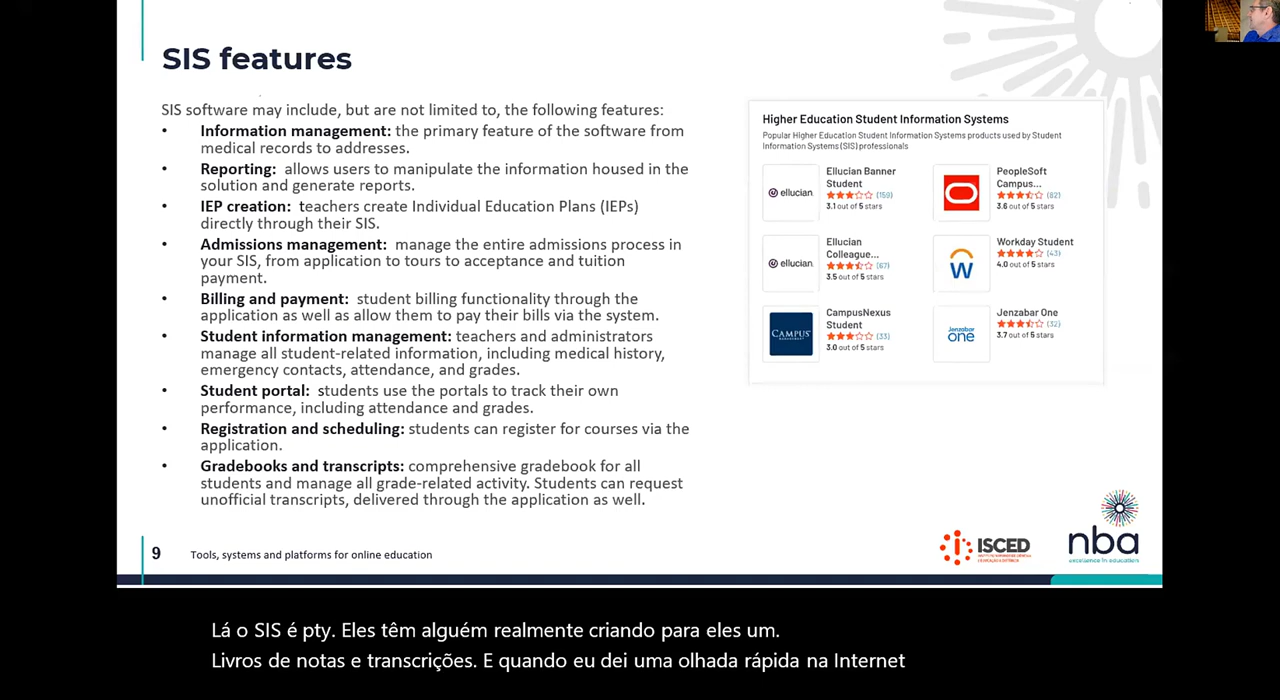 SIS features
SIS software may include, but are not limited to, the following features:
• Information management: the primary feature of the software from
medical records to addresses.
• Reporting: allows users to manipulate the information housed in the
solution and generate reports.
• IEP creation: teachers create Individual Education Plans (IEPs)
directly through their SIS.
• Admissions management: manage the entire admissions process in
your SIS, from application to tours to acceptance and tuition
payment.
• Billing and payment: student billing functionality through the
application as well as allow them to pay their bills via the system.
• Student information management: teachers and administrators
manage all student-related information, including medical history,
emergency contacts, attendance, and grades.
• Student portal: students use the portals to track their own
performance, including attendance and grades.
• Registration and scheduling: students can register for courses via the
application.
• Gradebooks and transcripts: comprehensive gradebook for all
students and manage all grade-related activity. Students can request
unofficial transcripts, delivered through the application as well.
Higher Education Student Information Systems
Popular Higher Education Student Information Systems products used by Student
Information Systems (SIS) professionals
ellucian
Ellucian Banner
Student
(159)
3.1 out of 5 stars
PeopleSoft
Campus...
(82)
3.6 out of 5 stars
ellucian
Ellucian
Colleague...
(67)
3.5 out of 5 stars
W
Workday Student
(43)
4.0 out of 5 stars
CAMPUS
CampusNexus
Student
(33)
3.0 out of 5 stars
Jenzabar
one
Jenzabar One
(32)
3.7 out of 5 stars
9
Tools, systems and platforms for online education
ISCED
nba
excellence in education
Lá o SIS é pty. Eles têm alguém realmente criando para eles um.
Livros de notas e transcrições. E quando eu dei uma olhada rápida na Internet